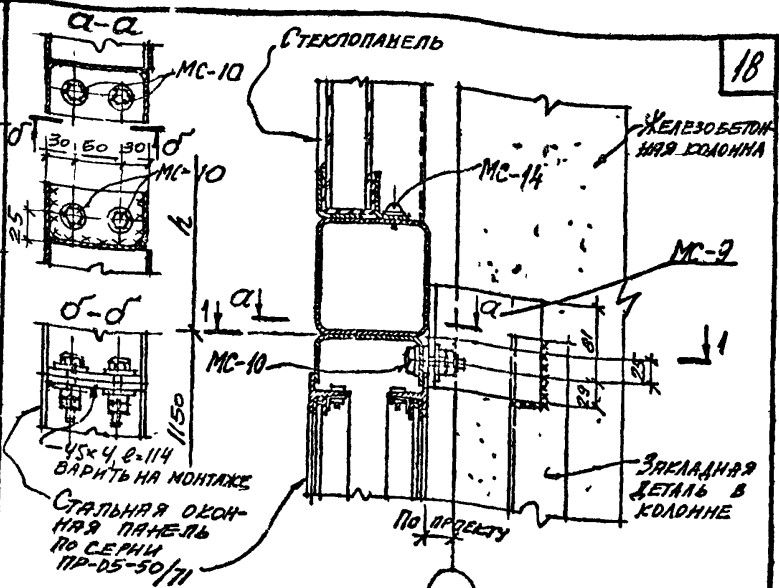 а-а
СТЕКЛОПАНЕЛЬ
18
МС-10
ЖЕЛЕЗОБЕТОН-
НАЯ КОЛОННА
б
б
30
60
30
МС-10
МС-14
25
h
МС-9
б-б
1
а
а
1
МС-10
81
25
29
1150
-45×4, ℓ=114
ВАРИТЬ НА МОНТАЖЕ
СТАЛЬНАЯ ОКОН-
НАЯ ПАНЕЛЬ
ПО СЕРИИ
ПР-05-50/71
ЗАКЛАДНАЯ
ДЕТАЛЬ В
КОЛОННЕ
ПО ПРОЕКТУ